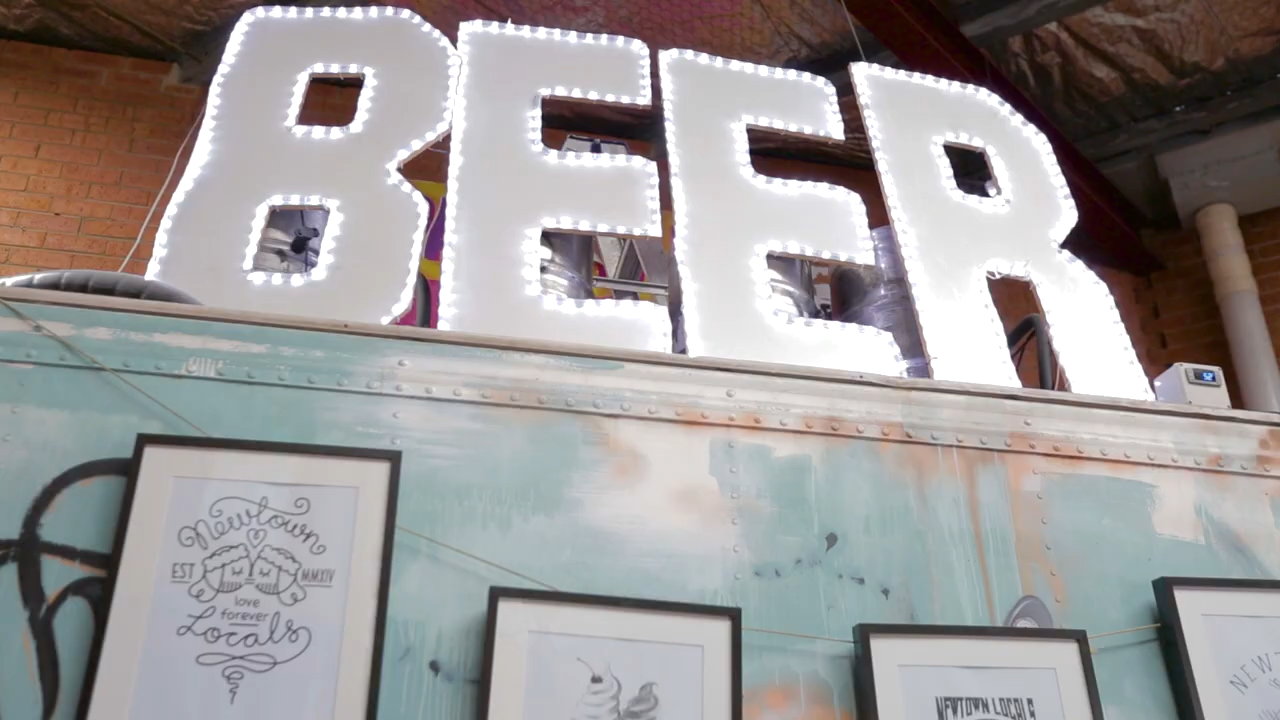 BEER
Newtown
EST MMXIV
love
forever
Locals
NEWTOWN LOCALS